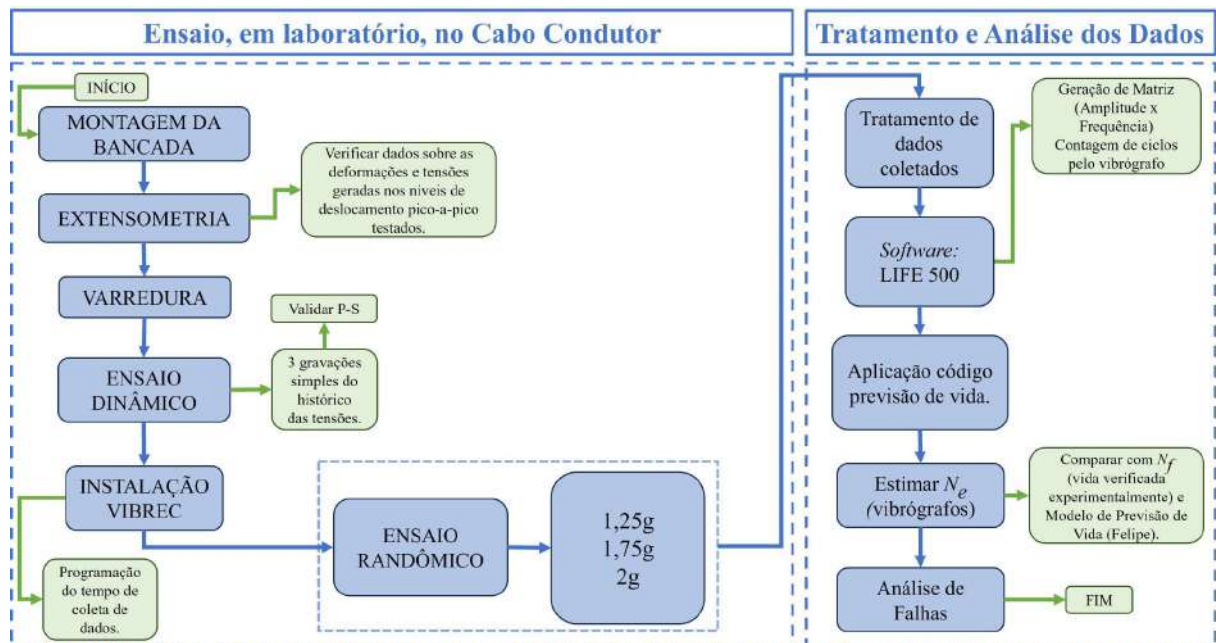 Ensaio, em laboratório, no Cabo Condutor
INÍCIO
MONTAGEM DA
BANCADA
EXTENSOMETRIA
Verificar dados sobre as
deformações e tensões
geradas nos níveis de
deslocamento pico-a-pico
testados.
VARREDURA
ENSAIO
DINÂMICO
Validar P-S
3 gravações
simples do
histórico
das tensões.
INSTALAÇÃO
VIBREC
Programação
do tempo de
coleta de
dados.
ENSAIO
RANDÔMICO
1,25g
1,75g
2g
Tratamento e Análise dos Dados
Tratamento de
dados
coletados
Geração de Matriz
(Amplitude x
Frequência)
Contagem de ciclos
pelo vibrógrafo
Software:
LIFE 500
Aplicação código
previsão de vida.
Estimar Ne
(vibrógrafos)
Comparar com Nf
(vida verificada
experimentalmente) e
Modelo de Previsão de
Vida (Felipe).
Análise de
Falhas
FIM